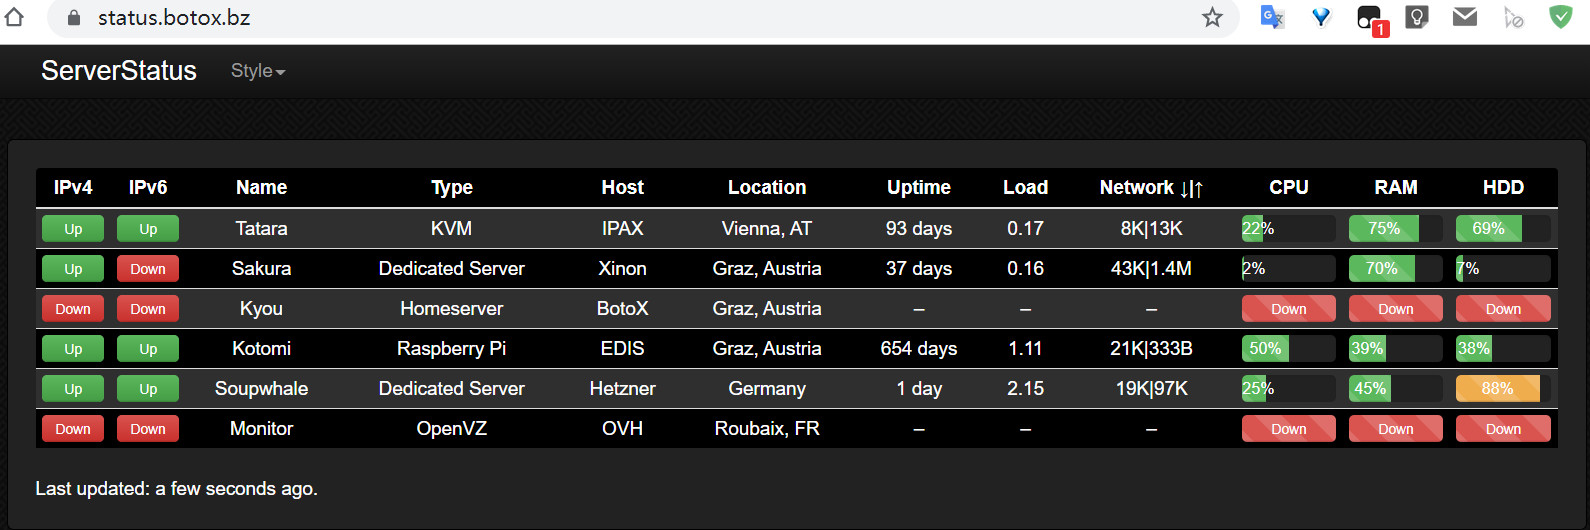 status.botox.bz
1
ServerStatus Style
IPv4 IPv6 Name Type Host Location Uptime Load Network ↓|↑ CPU RAM HDD
Up Up Tatara KVM IPAX Vienna, AT 93 days 0.17 8K|13K 22% 75% 69%
Up Down Sakura Dedicated Server Xinon Graz, Austria 37 days 0.16 43K|1.4M 2% 70% 7%
Down Down Kyou Homeserver BotoX Graz, Austria – – – Down Down Down
Up Up Kotomi Raspberry Pi EDIS Graz, Austria 654 days 1.11 21K|333B 50% 39% 38%
Up Up Soupwhale Dedicated Server Hetzner Germany 1 day 2.15 19K|97K 25% 45% 88%
Down Down Monitor OpenVZ OVH Roubaix, FR – – – Down Down Down
Last updated: a few seconds ago.